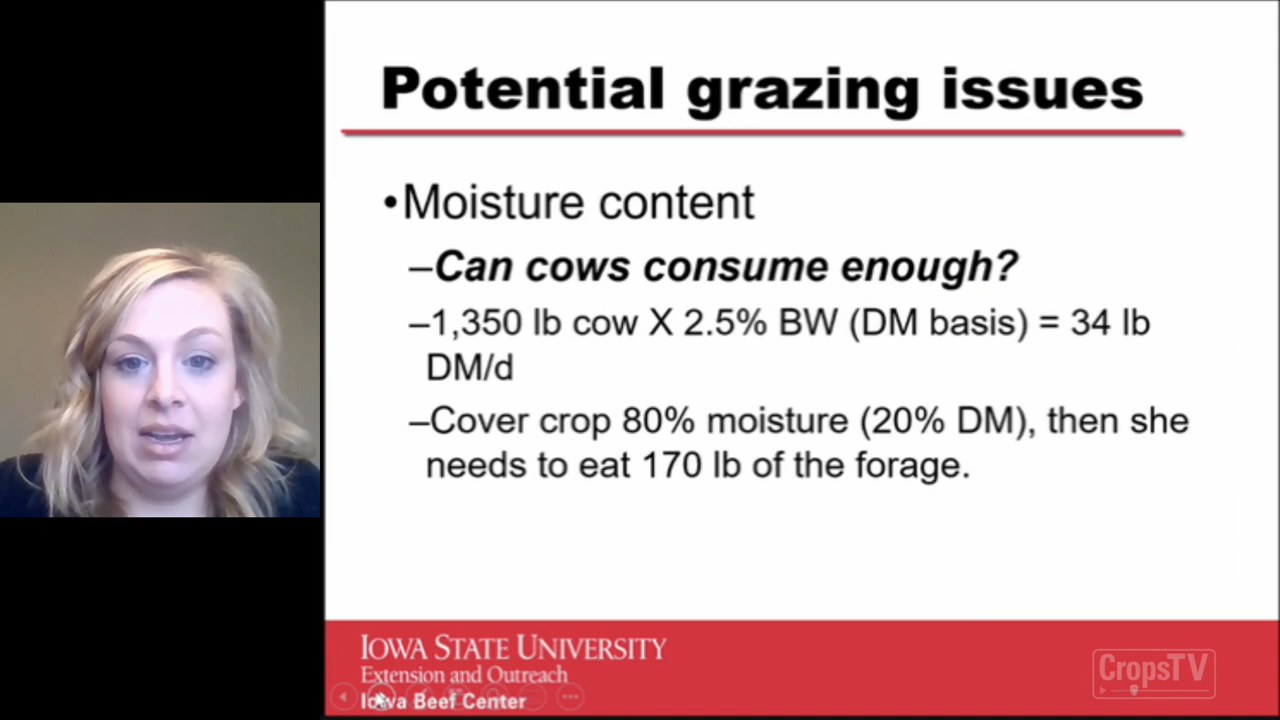 Potential grazing issues
•Moisture content
–Can cows consume enough?
–1,350 lb cow X 2.5% BW (DM basis) = 34 lb
DM/d
–Cover crop 80% moisture (20% DM), then she
needs to eat 170 lb of the forage.
IOWA STATE UNIVERSITY
Extension and Outreach
Iowa Beef Center
CropsTV